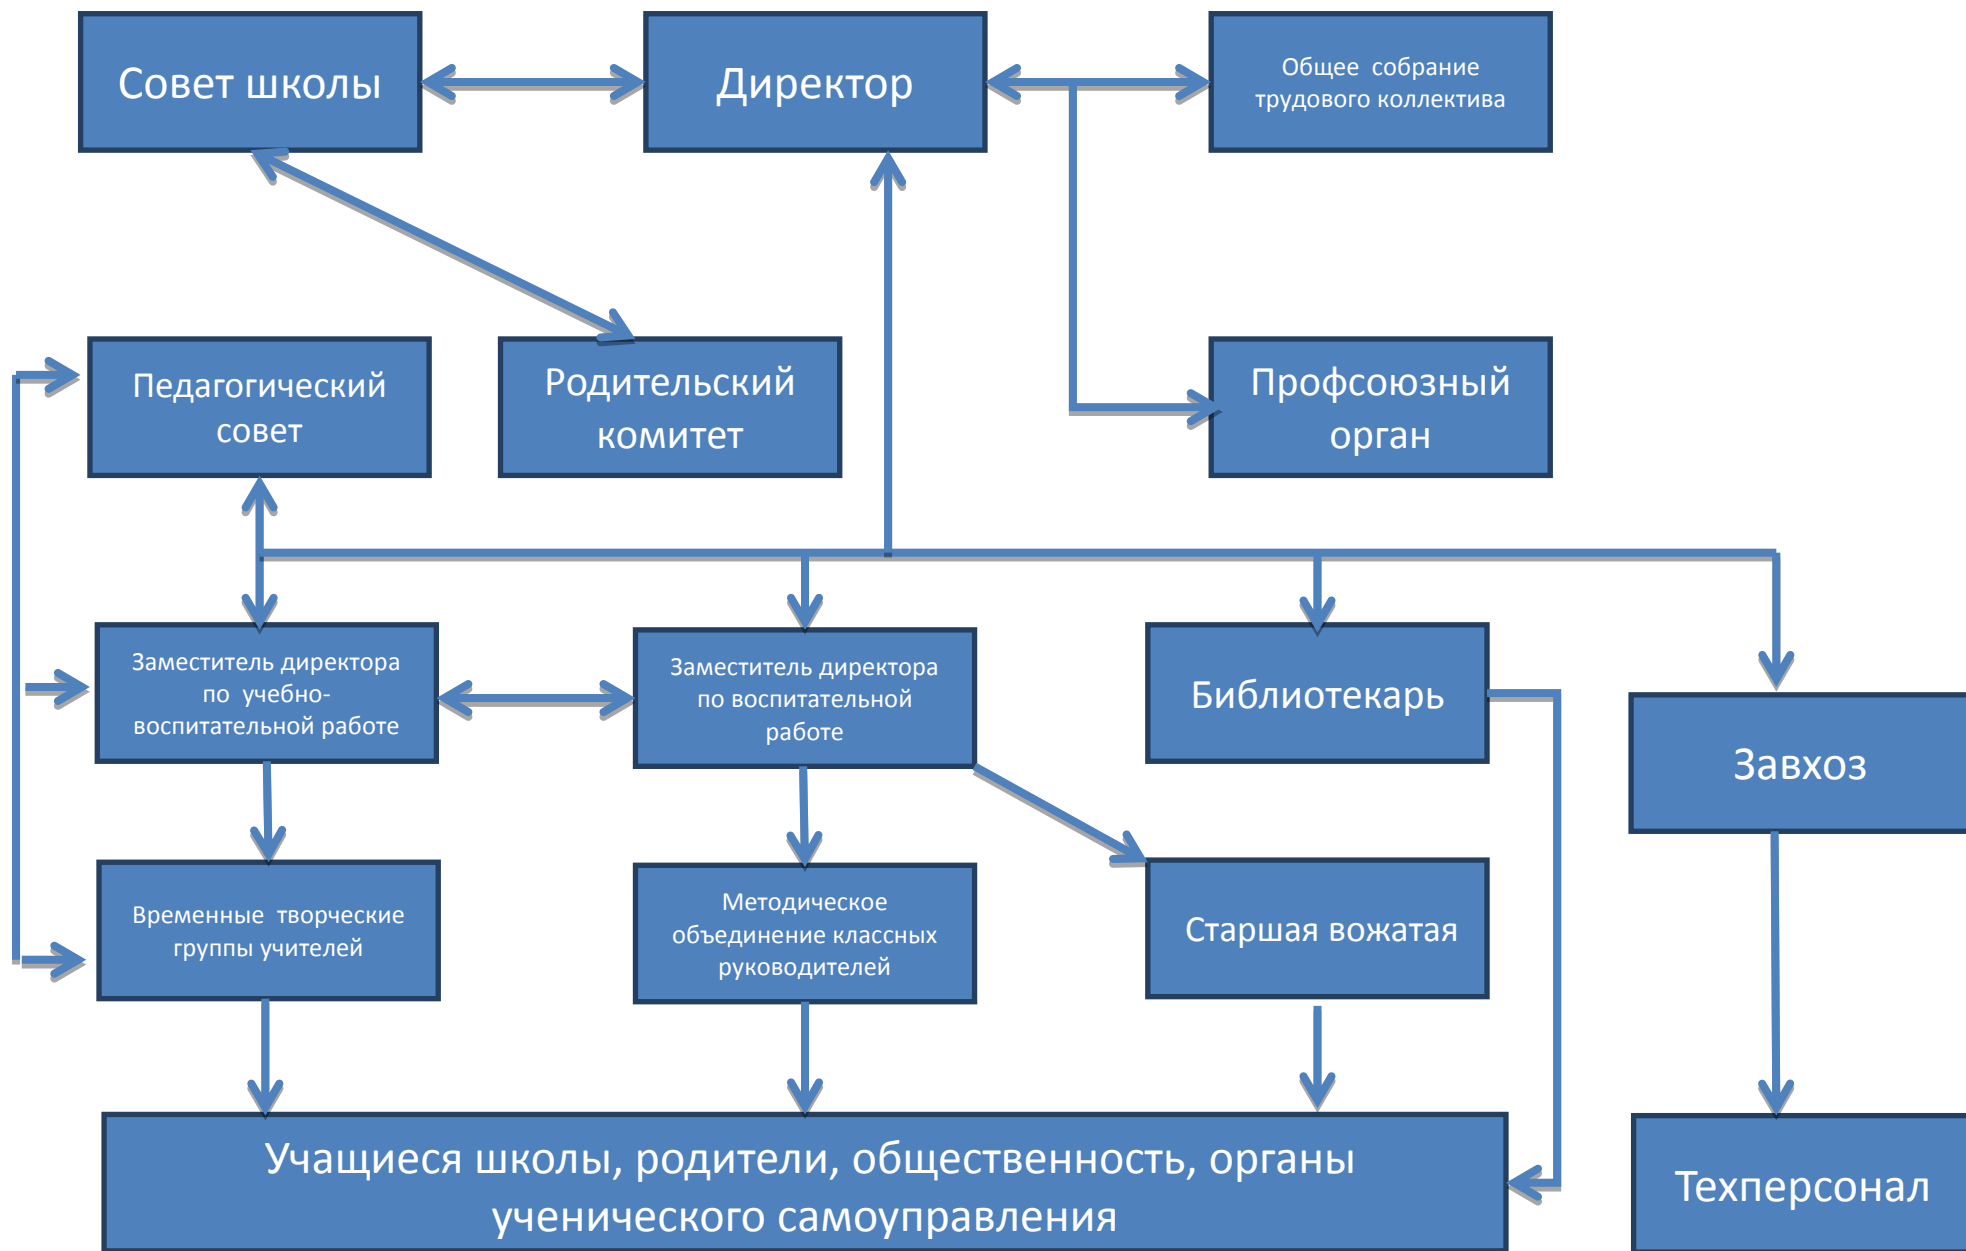 Совет школы
Директор
Общее собрание
трудового коллектива
Педагогический
совет
Родительский
комитет
Профсоюзный
орган
Заместитель директора
по учебно-
воспитательной работе
Заместитель директора
по воспитательной
работе
Библиотекарь
Завхоз
Временные творческие
группы учителей
Методическое
объединение классных
руководителей
Старшая вожатая
Учащиеся школы, родители, общественность, органы
ученического самоуправления
Техперсонал